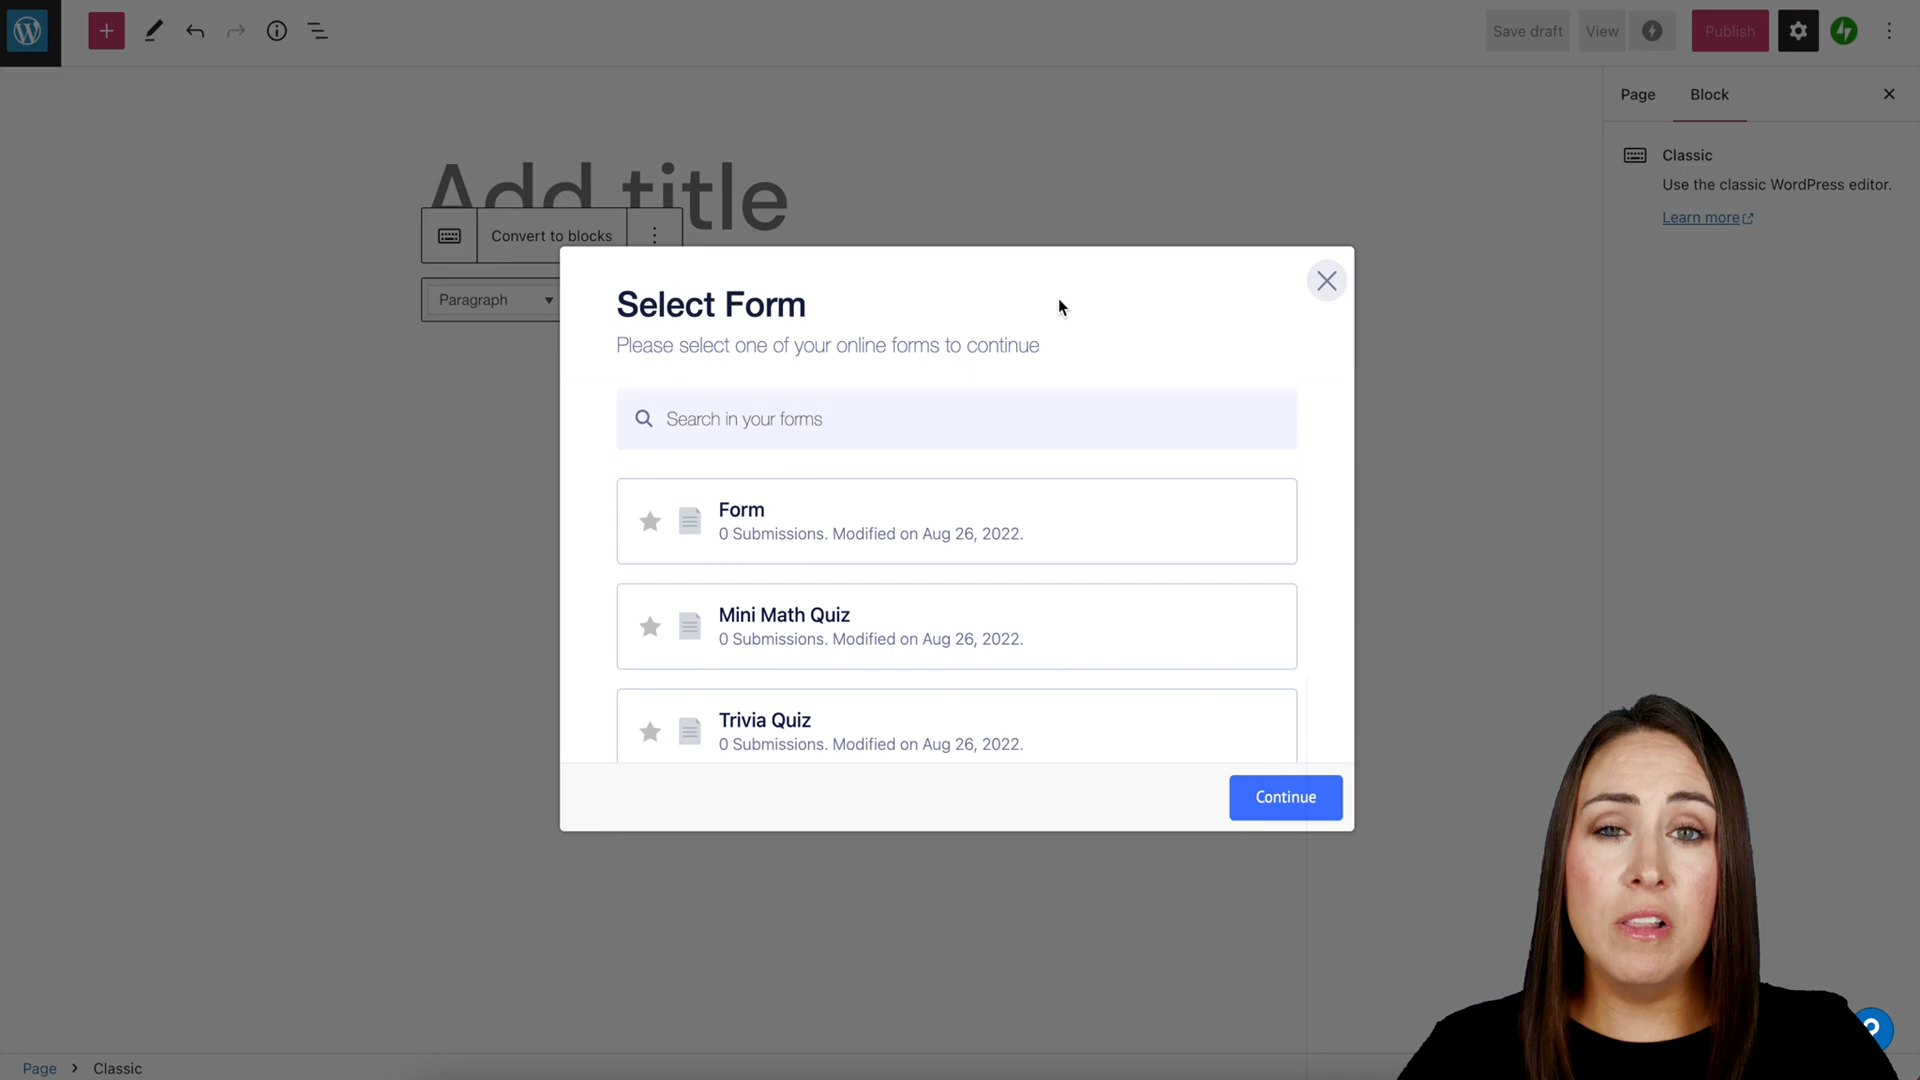 Save draft
View
Publish
Page
Block
Classic
Use the classic WordPress editor.
Learn more
Add title
Convert to blocks
Paragraph
Select Form
Please select one of your online forms to continue
Search in your forms
Form
0 Submissions. Modified on Aug 26, 2022.
Mini Math Quiz
0 Submissions. Modified on Aug 26, 2022.
Trivia Quiz
0 Submissions. Modified on Aug 26, 2022.
Continue
Page > Classic